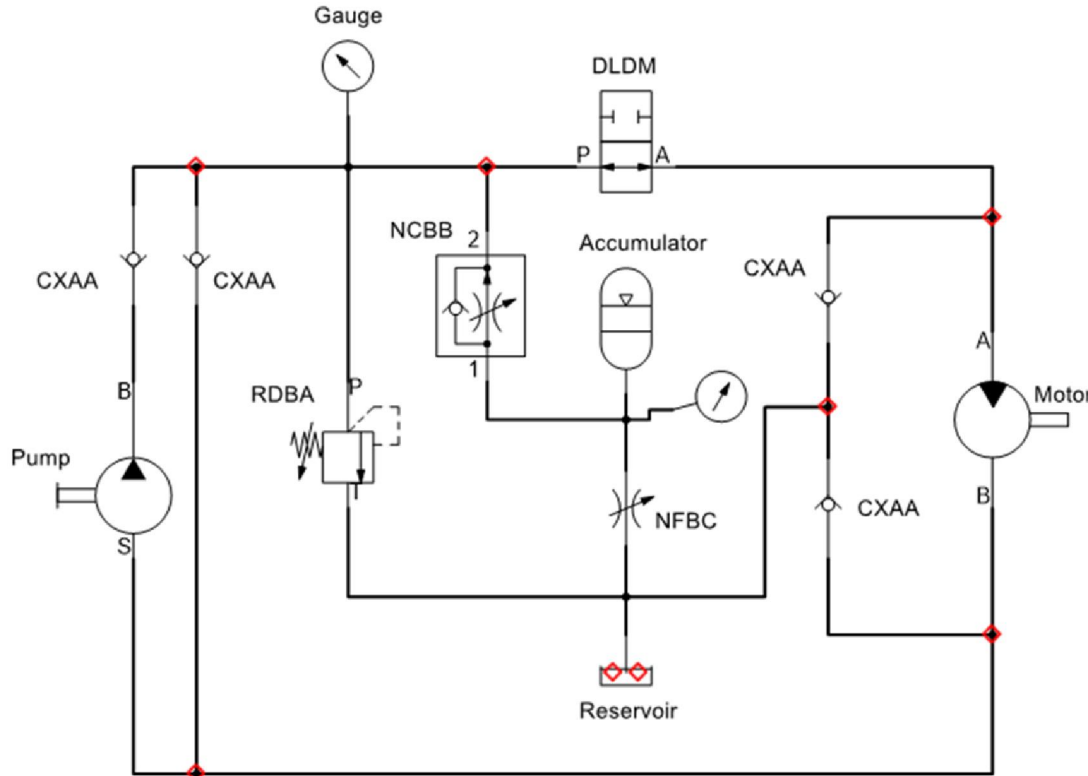 Gauge
DLDM
P
A
NCBB
2
Accumulator
CXAA
CXAA
CXAA
1
A
B
RDBA
P
Motor
Pump
B
CXAA
NFBC
T
S
Reservoir